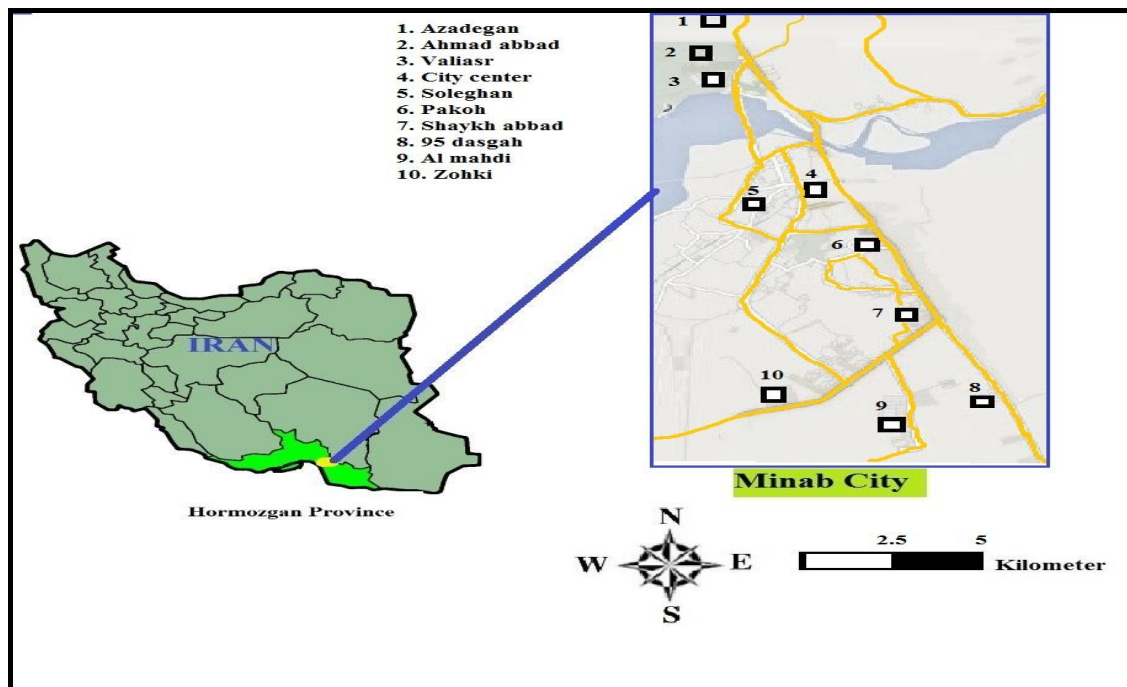 1. Azadegan
2. Ahmad abbad
3. Valiasr
4. City center
5. Soleghan
6. Pakoh
7. Shaykh abbad
8. 95 dasgah
9. Al mahdi
10. Zohki
1
2
3
4
5
6
7
8
9
10
IRAN
Hormozgan Province
Minab City
N
W E
S
2.5 5
Kilometer